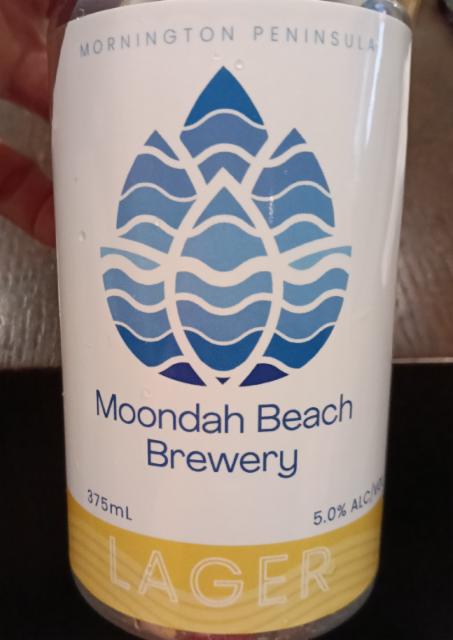 MORNINGTON PENINSULA
Moondah Beach
Brewery
375mL
5.0% ALC/VOL
LAGER